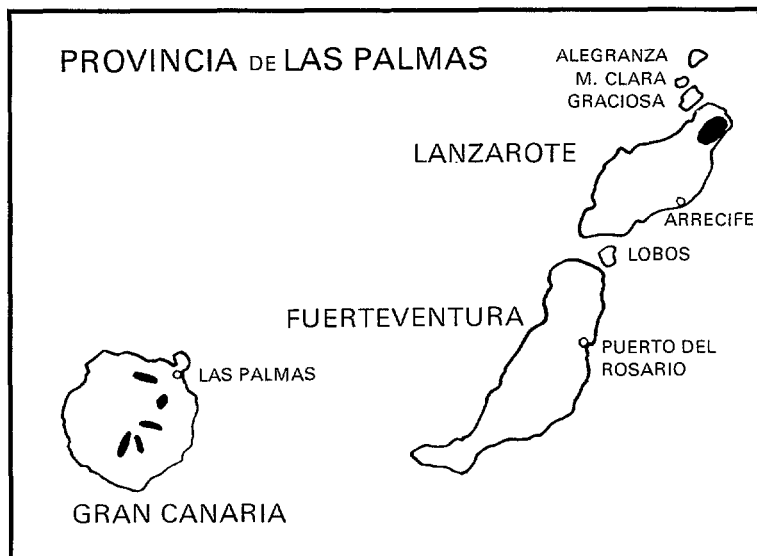 PROVINCIA DE LAS PALMAS
ALEGRANZA
M. CLARA
GRACIOSA
LANZAROTE
ARRECIFE
LOBOS
FUERTEVENTURA
PUERTO DEL
ROSARIO
LAS PALMAS
GRAN CANARIA